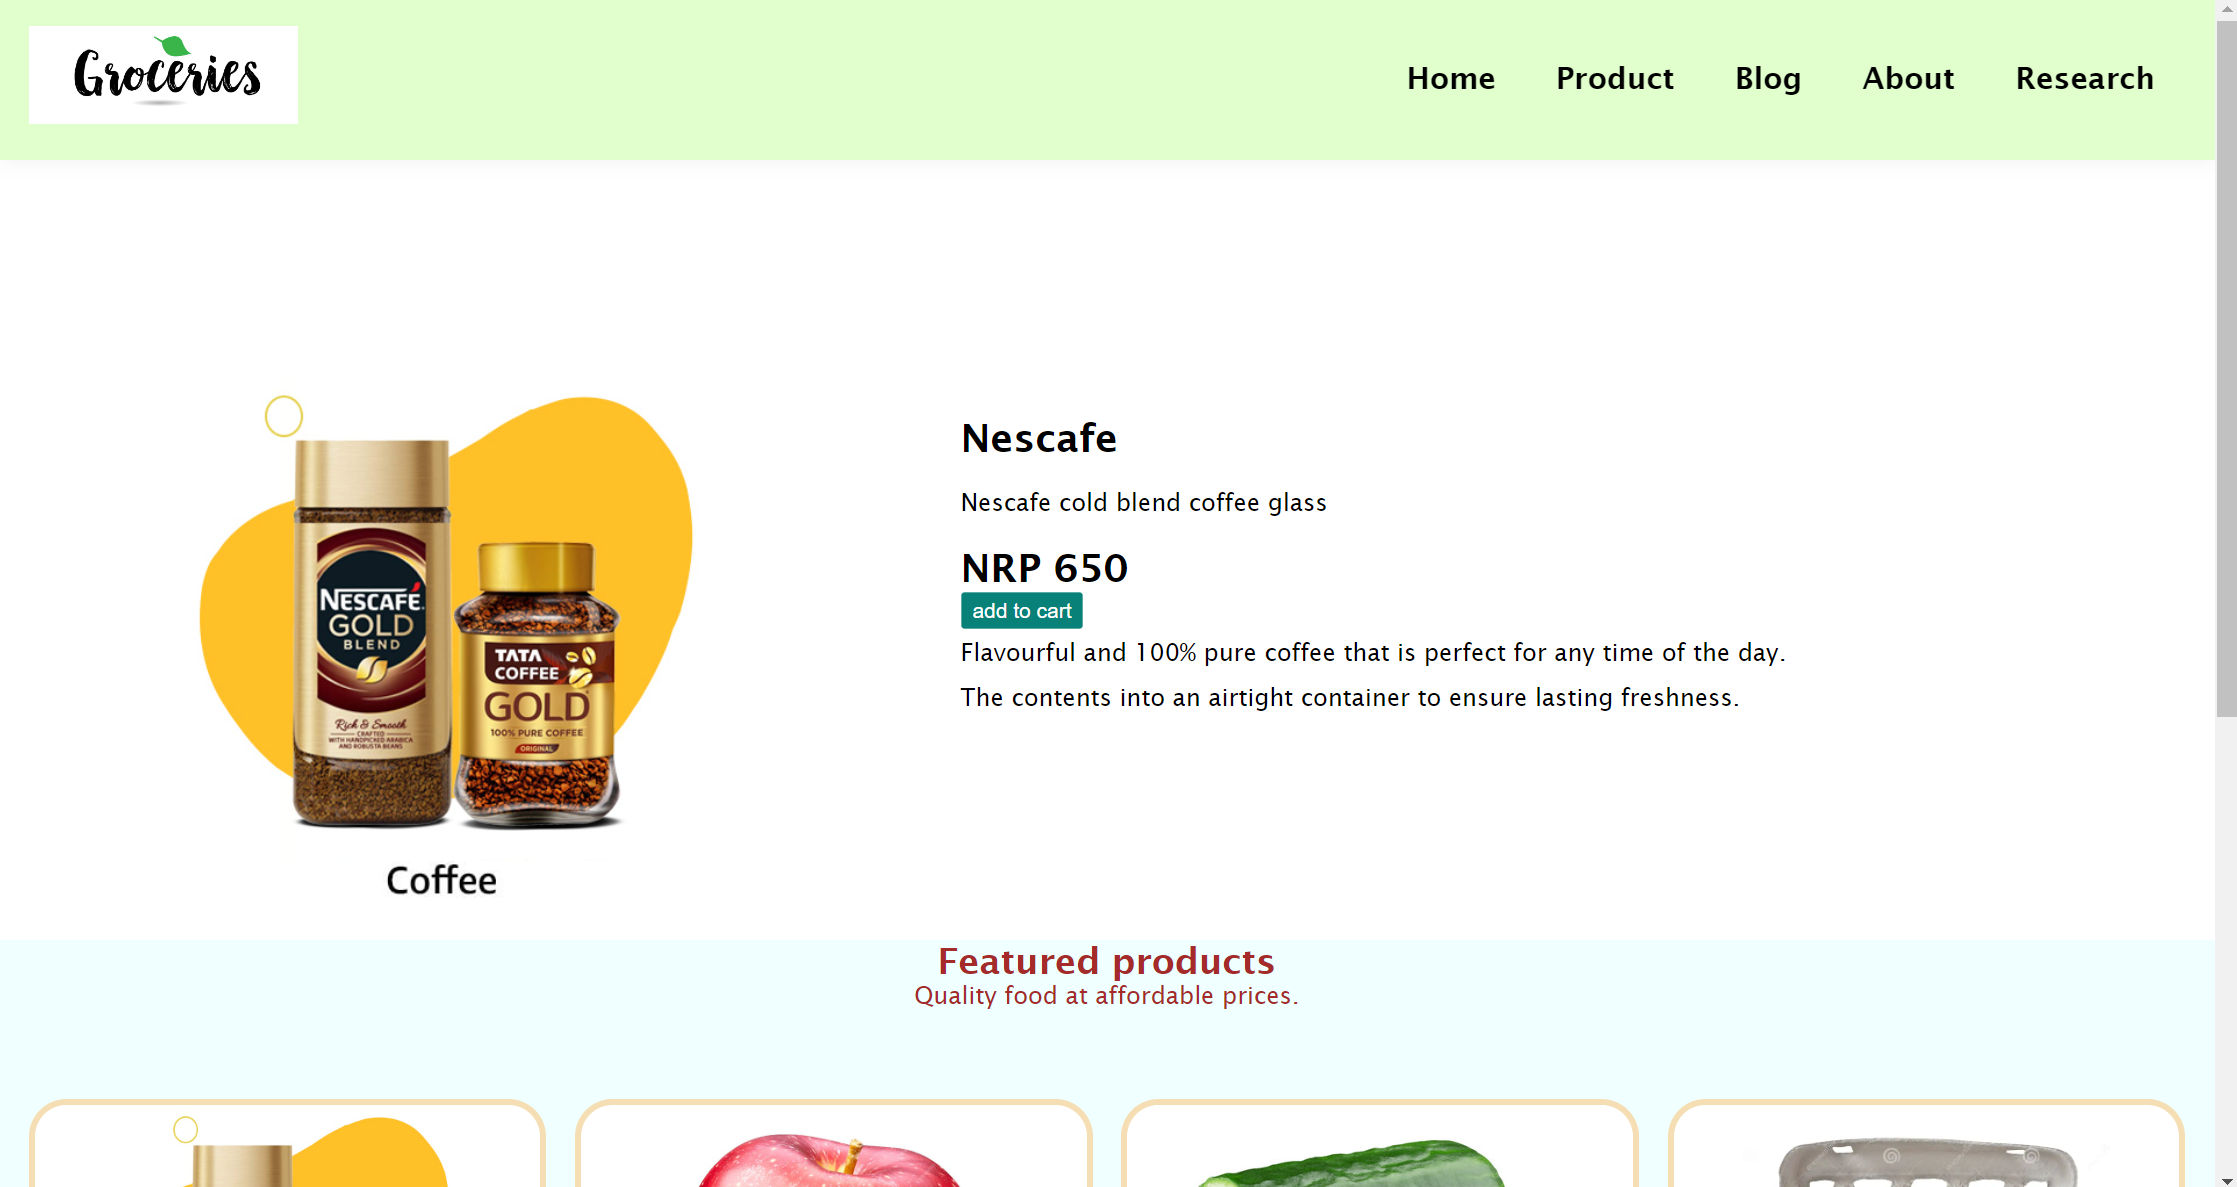 Groceries
Home Product Blog About Research
Nescafe
Nescafe cold blend coffee glass
NRP 650
add to cart
Flavourful and 100% pure coffee that is perfect for any time of the day.
The contents into an airtight container to ensure lasting freshness.
NESCAFÉ.
GOLD
BLEND
Rich & Smooth
CRAFTED
WITH HANDPICKED ARABICA
AND ROBUSTA BEANS
TATA
COFFEE
GOLD
100% PURE COFFEE
ORIGINAL
Coffee
Featured products
Quality food at affordable prices.